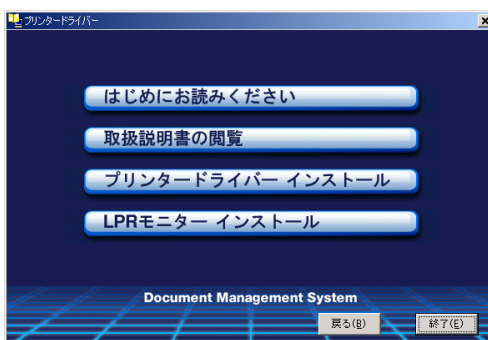 プリンタードライバー
はじめにお読みください
取扱説明書の閲覧
プリンタードライバー インストール
LPRモニター インストール
Document Management System
戻る(B)
終了(E)